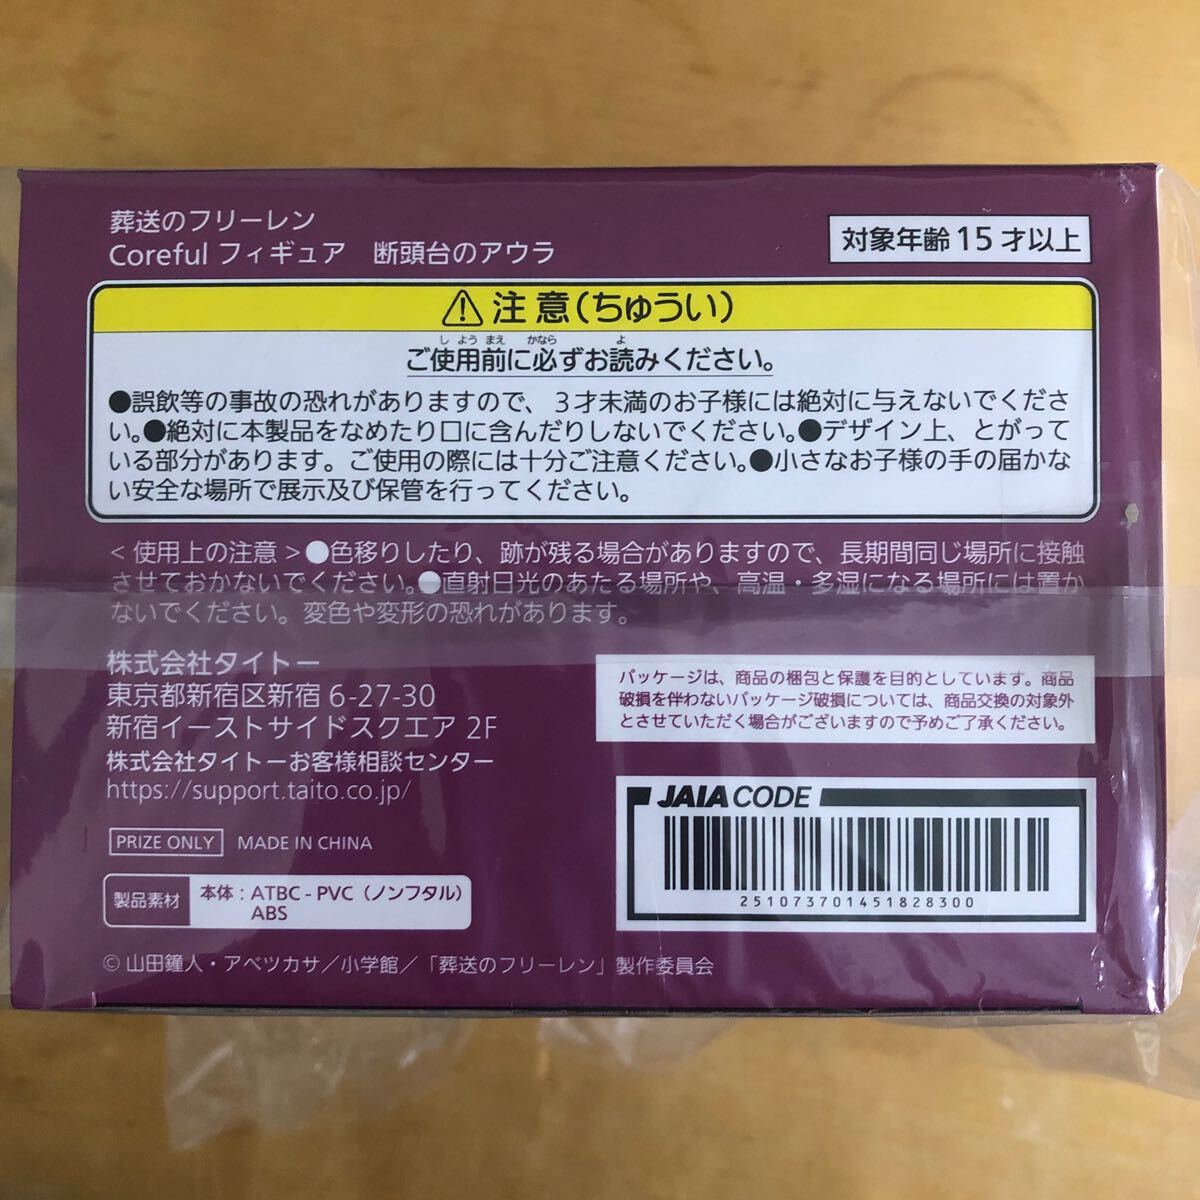 葬送のフリーレン
Coreful フィギュア　断頭台のアウラ
対象年齢 15 才以上
⚠ 注 意(ちゅうい)
し よう まえ かなら よ
ご使用前に必ずお読みください。
●誤飲等の事故の恐れがありますので、３才未満のお子様には絶対に与えないでくださ
い。●絶対に本製品をなめたり口に含んだりしないでください。●デザイン上、とがって
いる部分があります。ご使用の際には十分ご注意ください。●小さなお子様の手の届かな
い安全な場所で展示及び保管を行ってください。
< 使用上の注意 >●色移りしたり、跡が残る場合がありますので、長期間同じ場所に接触
させておかないでください。●直射日光のあたる場所や、高温・多湿になる場所には置か
ないでください。変色や変形の恐れがあります。
株式会社タイトー
東京都新宿区新宿 6-27-30
新宿イーストサイドスクエア 2F
株式会社タイトーお客様相談センター
https://support.taito.co.jp/
パッケージは、商品の梱包と保護を目的としています。商品
破損を伴わないパッケージ破損については、商品交換の対象外
とさせていただく場合がございますので予めご了承ください。
PRIZE ONLY MADE IN CHINA
JAIA CODE
251073701451828300
製品素材 本体 : ATBC - PVC (ノンフタル)
ABS
© 山田鐘人・アベツカサ／小学館／「葬送のフリーレン」製作委員会